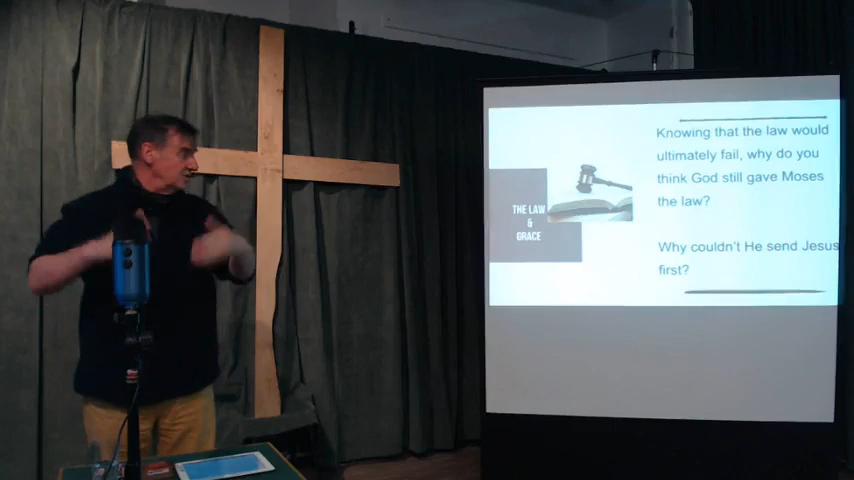 THE LAW
&
GRACE
Knowing that the law would
ultimately fail, why do you
think God still gave Moses
the law?
Why couldn't He send Jesus
first?